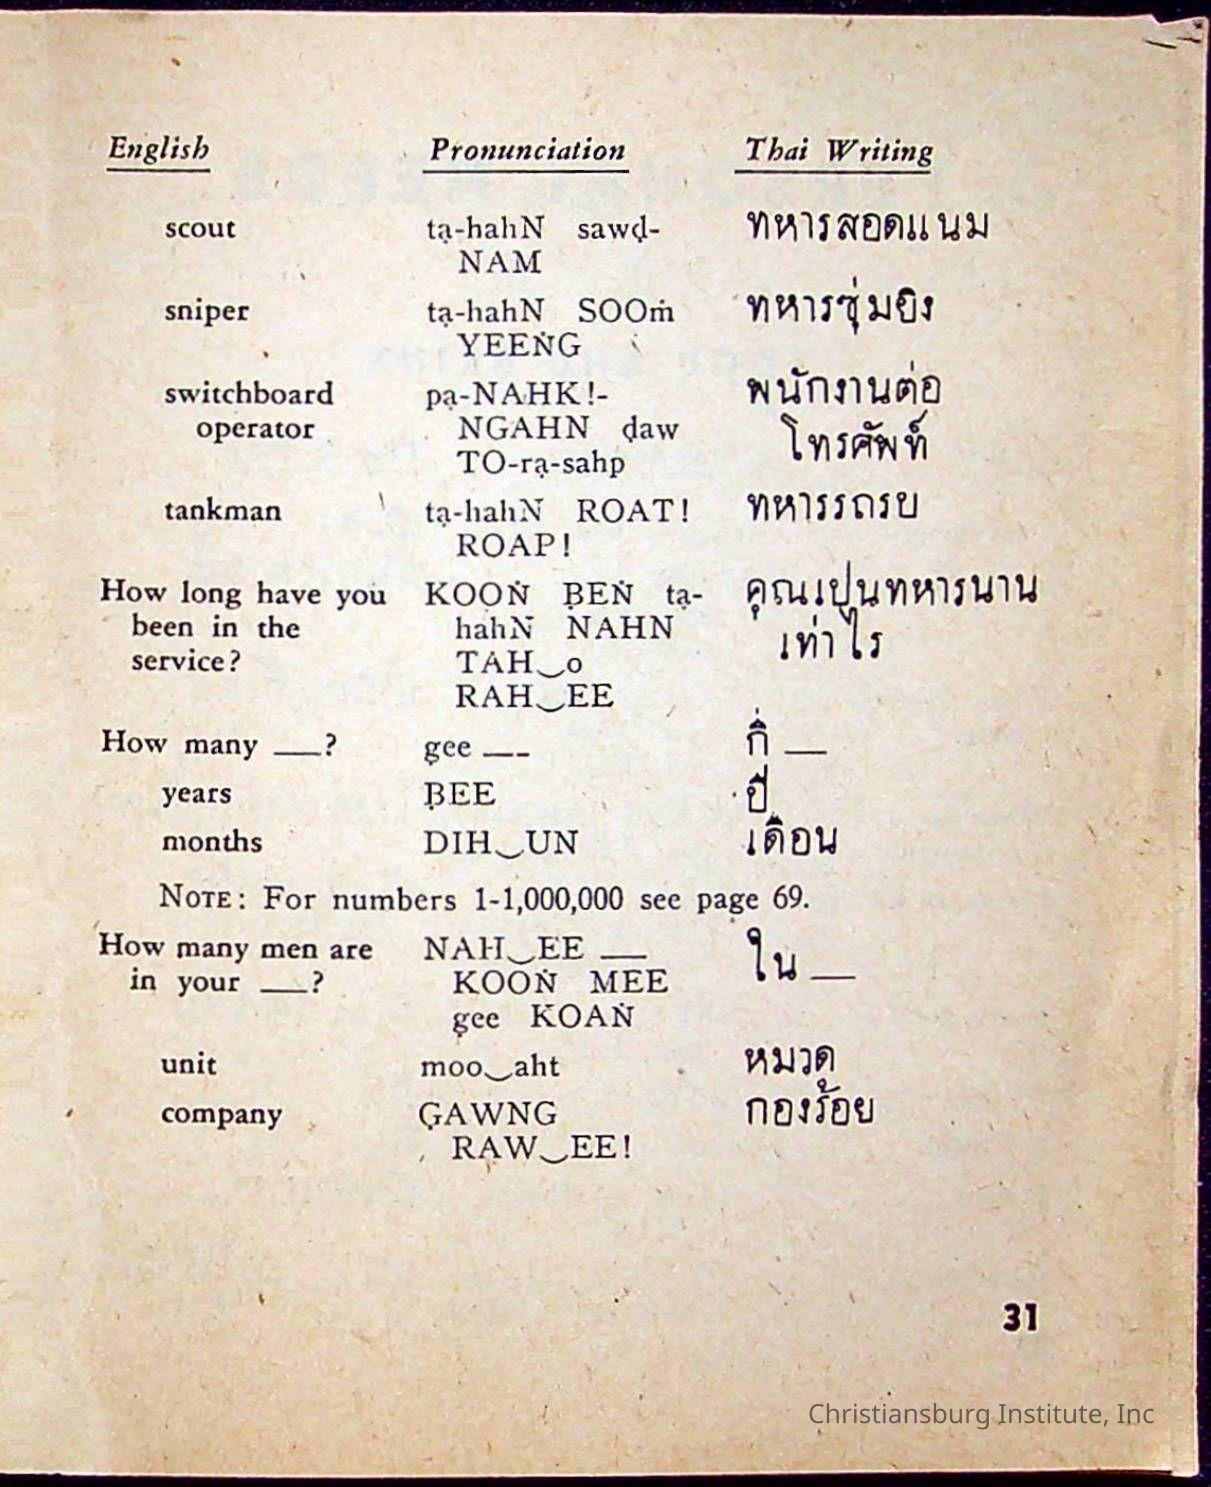 English Pronunciation Thai Writing
scout tạ-hahN sawḍ- ทหารสอดแนม
NAM
sniper tạ-hahN SOOṁ ทหารซุ่มยิง
YEEṄG
switchboard pạ-NAHK!- พนักงานต่อ
operator NGAHN ḍaw โทรศัพท์
TO-rạ-sahp
tankman tạ-hahN ROAT! ทหารรถรบ
ROAP!
How long have you KOOṄ ḄEṄ tạ- คุณเปนทหารนาน
been in the hahN NAHN เท่าไร
service? TAH‿o
RAH‿EE
How many ___? gee ___ กี่ ___
years ḄEE ปี
months DIH‿UN เดือน
NOTE: For numbers 1-1,000,000 see page 69.
How many men are NAH‿EE ___ ใน ___
in your ___? KOOṄ MEE
g̣ee KOAṄ
unit moo‿aht หมวด
company G̣AWNG กองร้อย
RAW‿EE!
31
Christiansburg Institute, Inc